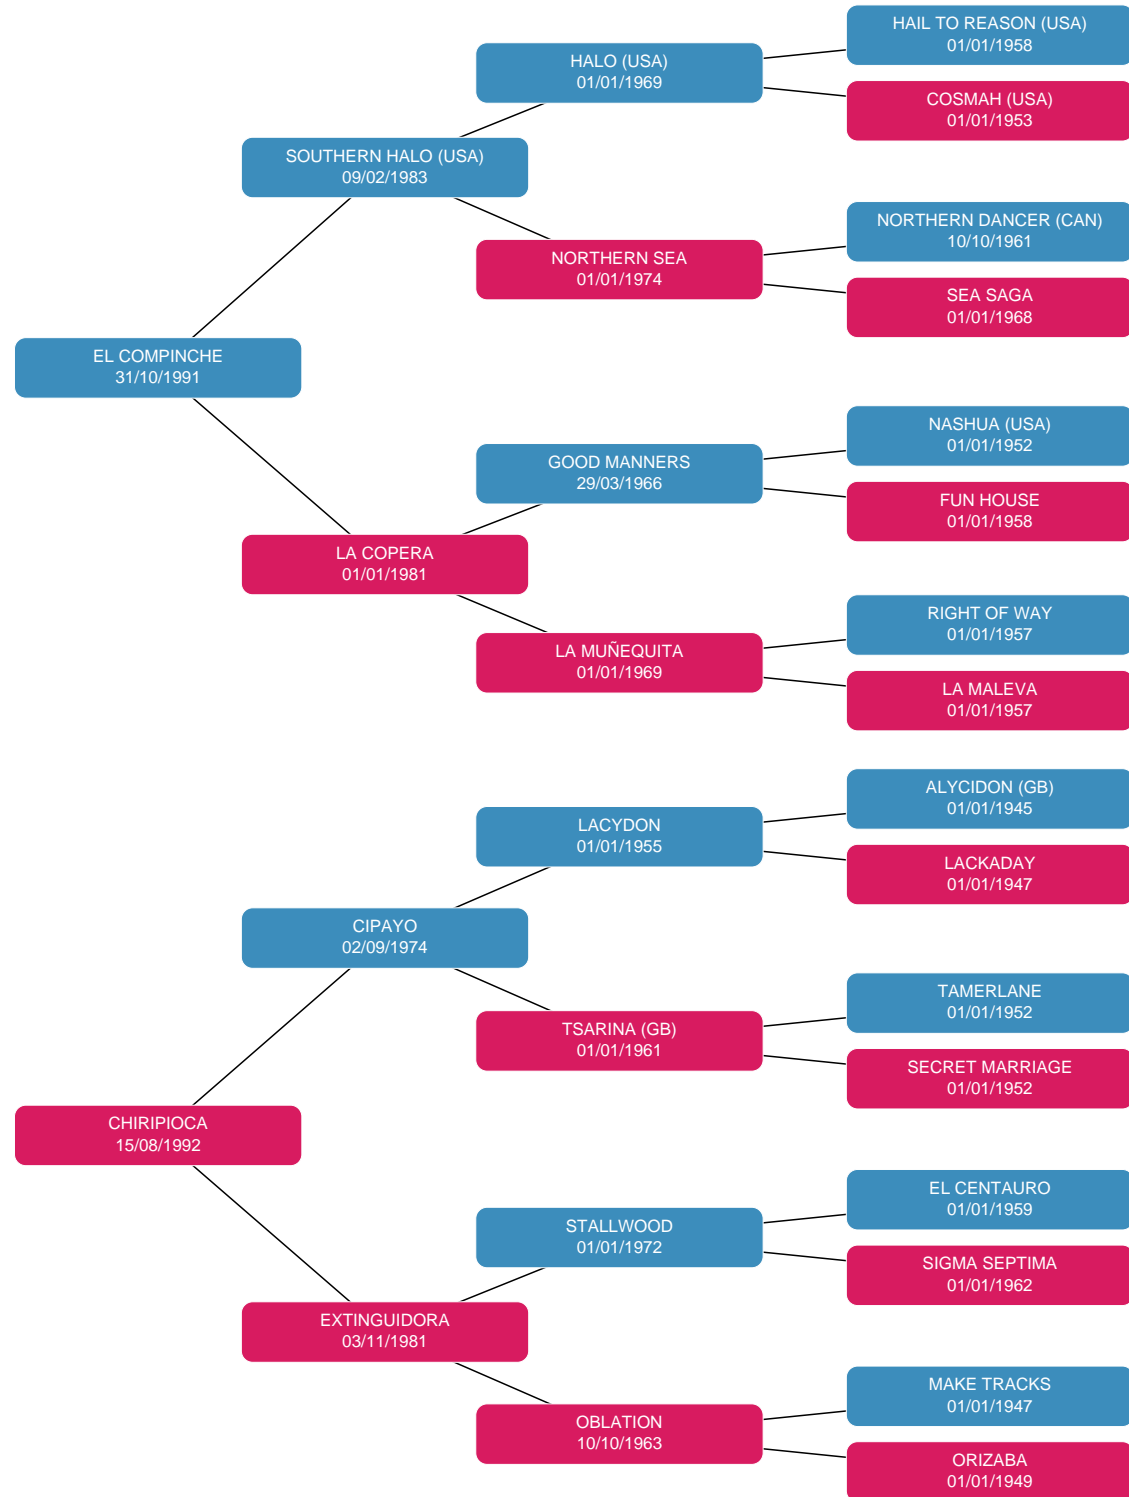 HAIL TO REASON (USA)
01/01/1958
HALO (USA)
01/01/1969
COSMAH (USA)
01/01/1953
SOUTHERN HALO (USA)
09/02/1983
NORTHERN DANCER (CAN)
10/10/1961
NORTHERN SEA
01/01/1974
SEA SAGA
01/01/1968
EL COMPINCHE
31/10/1991
NASHUA (USA)
01/01/1952
GOOD MANNERS
29/03/1966
FUN HOUSE
01/01/1958
LA COPERA
01/01/1981
RIGHT OF WAY
01/01/1957
LA MUÑEQUITA
01/01/1969
LA MALEVA
01/01/1957
ALYCIDON (GB)
01/01/1945
LACYDON
01/01/1955
LACKADAY
01/01/1947
CIPAYO
02/09/1974
TAMERLANE
01/01/1952
TSARINA (GB)
01/01/1961
SECRET MARRIAGE
01/01/1952
CHIRIPIOCA
15/08/1992
EL CENTAURO
01/01/1959
STALLWOOD
01/01/1972
SIGMA SEPTIMA
01/01/1962
EXTINGUIDORA
03/11/1981
MAKE TRACKS
01/01/1947
OBLATION
10/10/1963
ORIZABA
01/01/1949